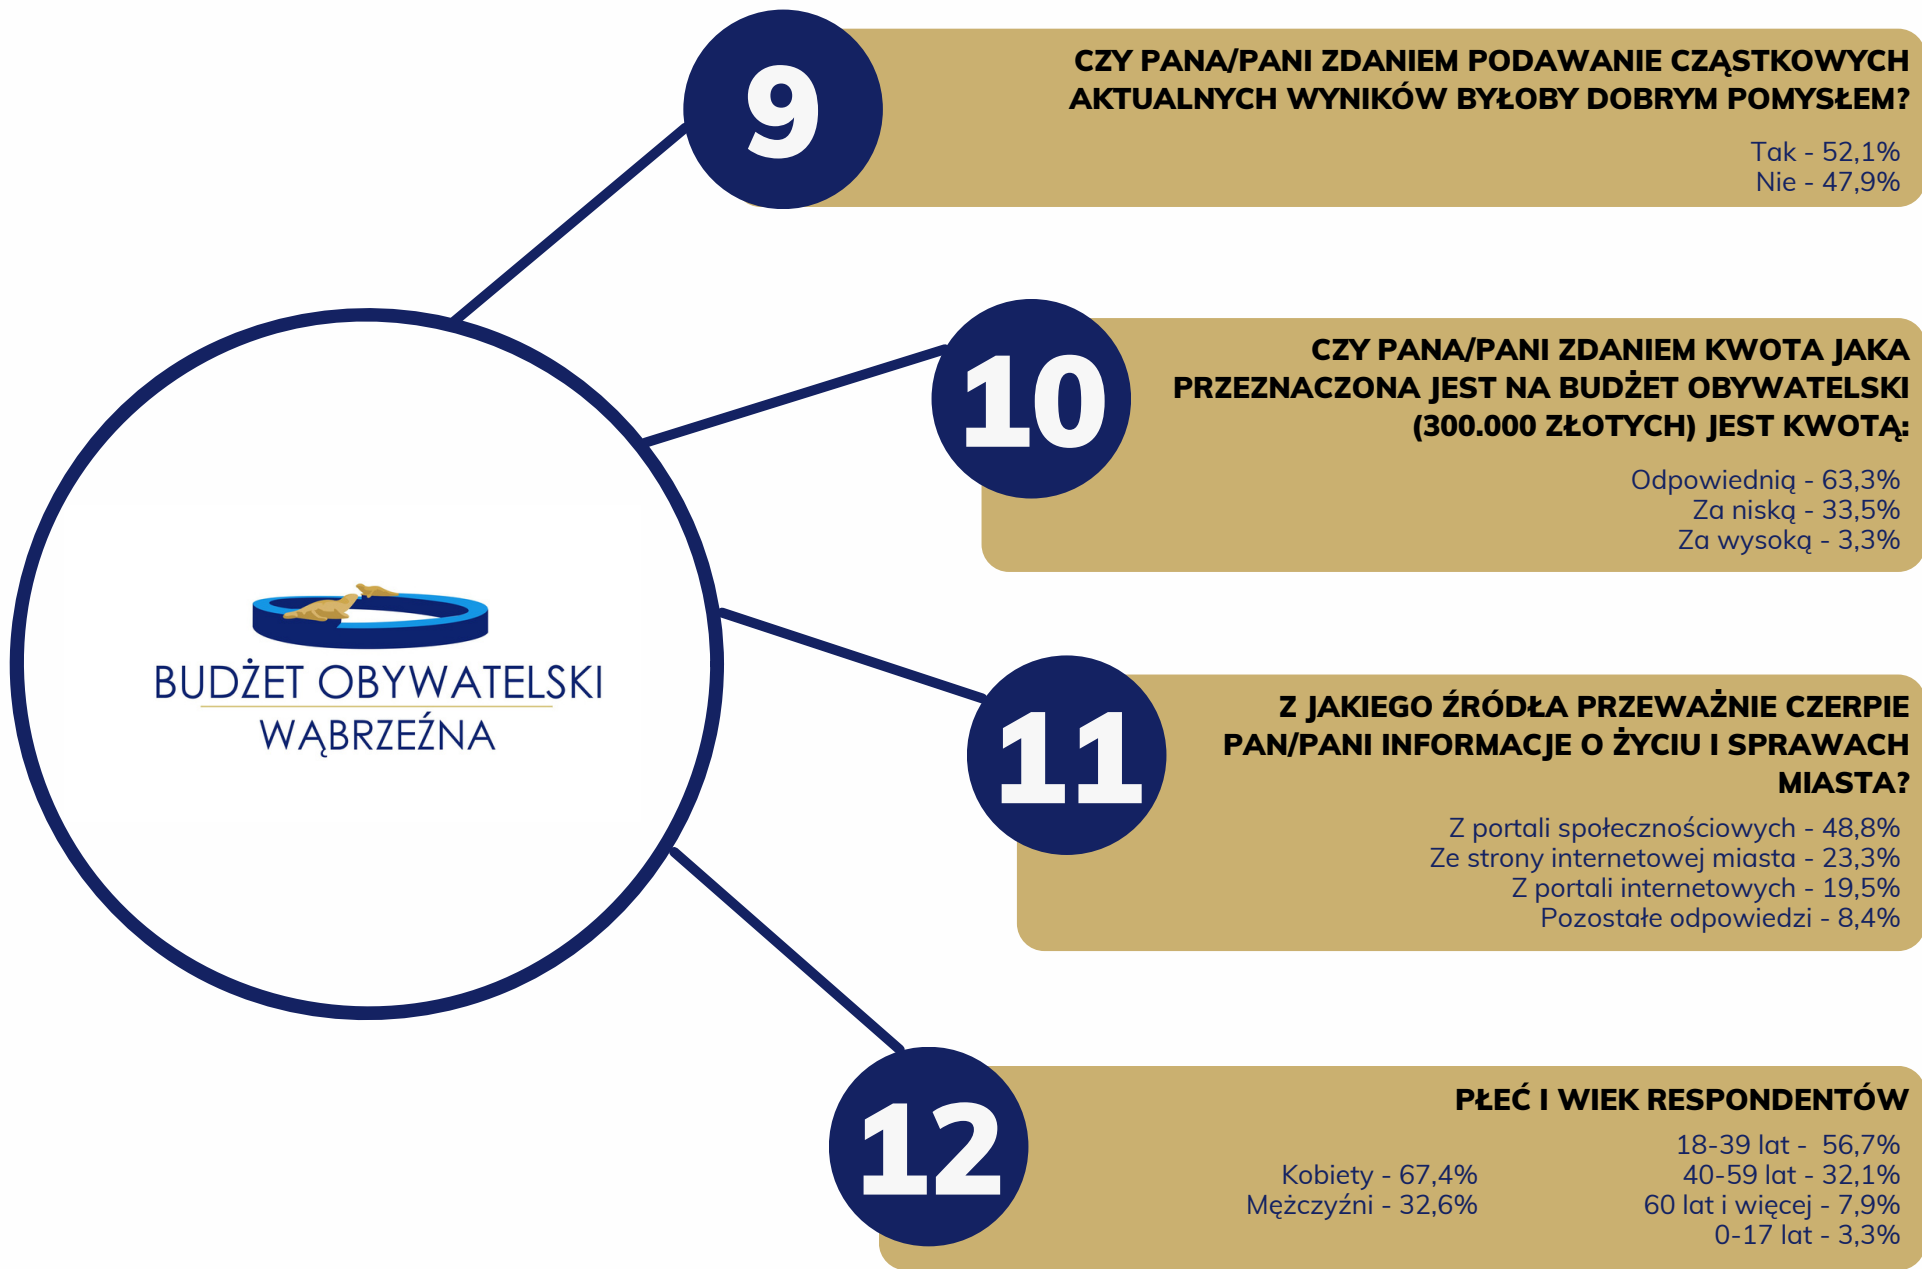 BUDŻET OBYWATELSKI
WĄBRZEŹNA
9
CZY PANA/PANI ZDANIEM PODAWANIE CZĄSTKOWYCH
AKTUALNYCH WYNIKÓW BYŁOBY DOBRYM POMYSŁEM?
Tak - 52,1%
Nie - 47,9%
10
CZY PANA/PANI ZDANIEM KWOTA JAKA
PRZEZNACZONA JEST NA BUDŻET OBYWATELSKI
(300.000 ZŁOTYCH) JEST KWOTĄ:
Odpowiednią - 63,3%
Za niską - 33,5%
Za wysoką - 3,3%
11
Z JAKIEGO ŹRÓDŁA PRZEWAŻNIE CZERPIE
PAN/PANI INFORMACJE O ŻYCIU I SPRAWACH
MIASTA?
Z portali społecznościowych - 48,8%
Ze strony internetowej miasta - 23,3%
Z portali internetowych - 19,5%
Pozostałe odpowiedzi - 8,4%
12
PŁEĆ I WIEK RESPONDENTÓW
Kobiety - 67,4%
Mężczyźni - 32,6%
18-39 lat - 56,7%
40-59 lat - 32,1%
60 lat i więcej - 7,9%
0-17 lat - 3,3%